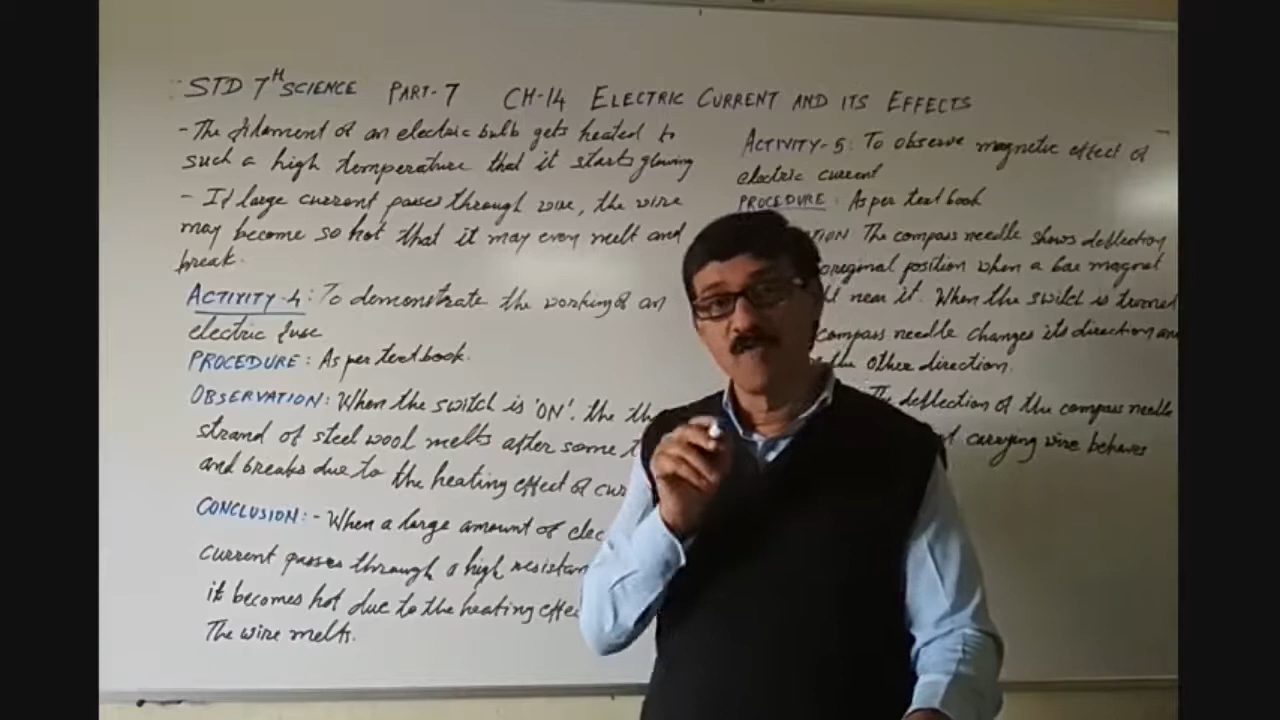 STD 7TH SCIENCE PART-7 CH-14 ELECTRIC CURRENT AND ITS EFFECTS
- The filament of an electric bulb gets heated to
such a high temperature that it starts glowing
- If large current passes through wire, the wire
may become so hot that it may even melt and
break.
ACTIVITY-4: To demonstrate the working of an
electric fuse
PROCEDURE: As per textbook.
OBSERVATION: When the switch is 'ON'. the
strand of steel wool melts after some
and breaks due to the heating effect of
CONCLUSION:- When a large amount of
current passes through a high
it becomes hot due to the heating
The wire melts.
ACTIVITY-5: To observe magnetic effect of
electric current
PROCEDURE: As per textbook
The compass needle shows deflection
oreginal position when a bar magnet
near it. When the switch is turned
compass needle changes its direction and
the other direction.
The deflection of the compass needle
carrying wire behaves